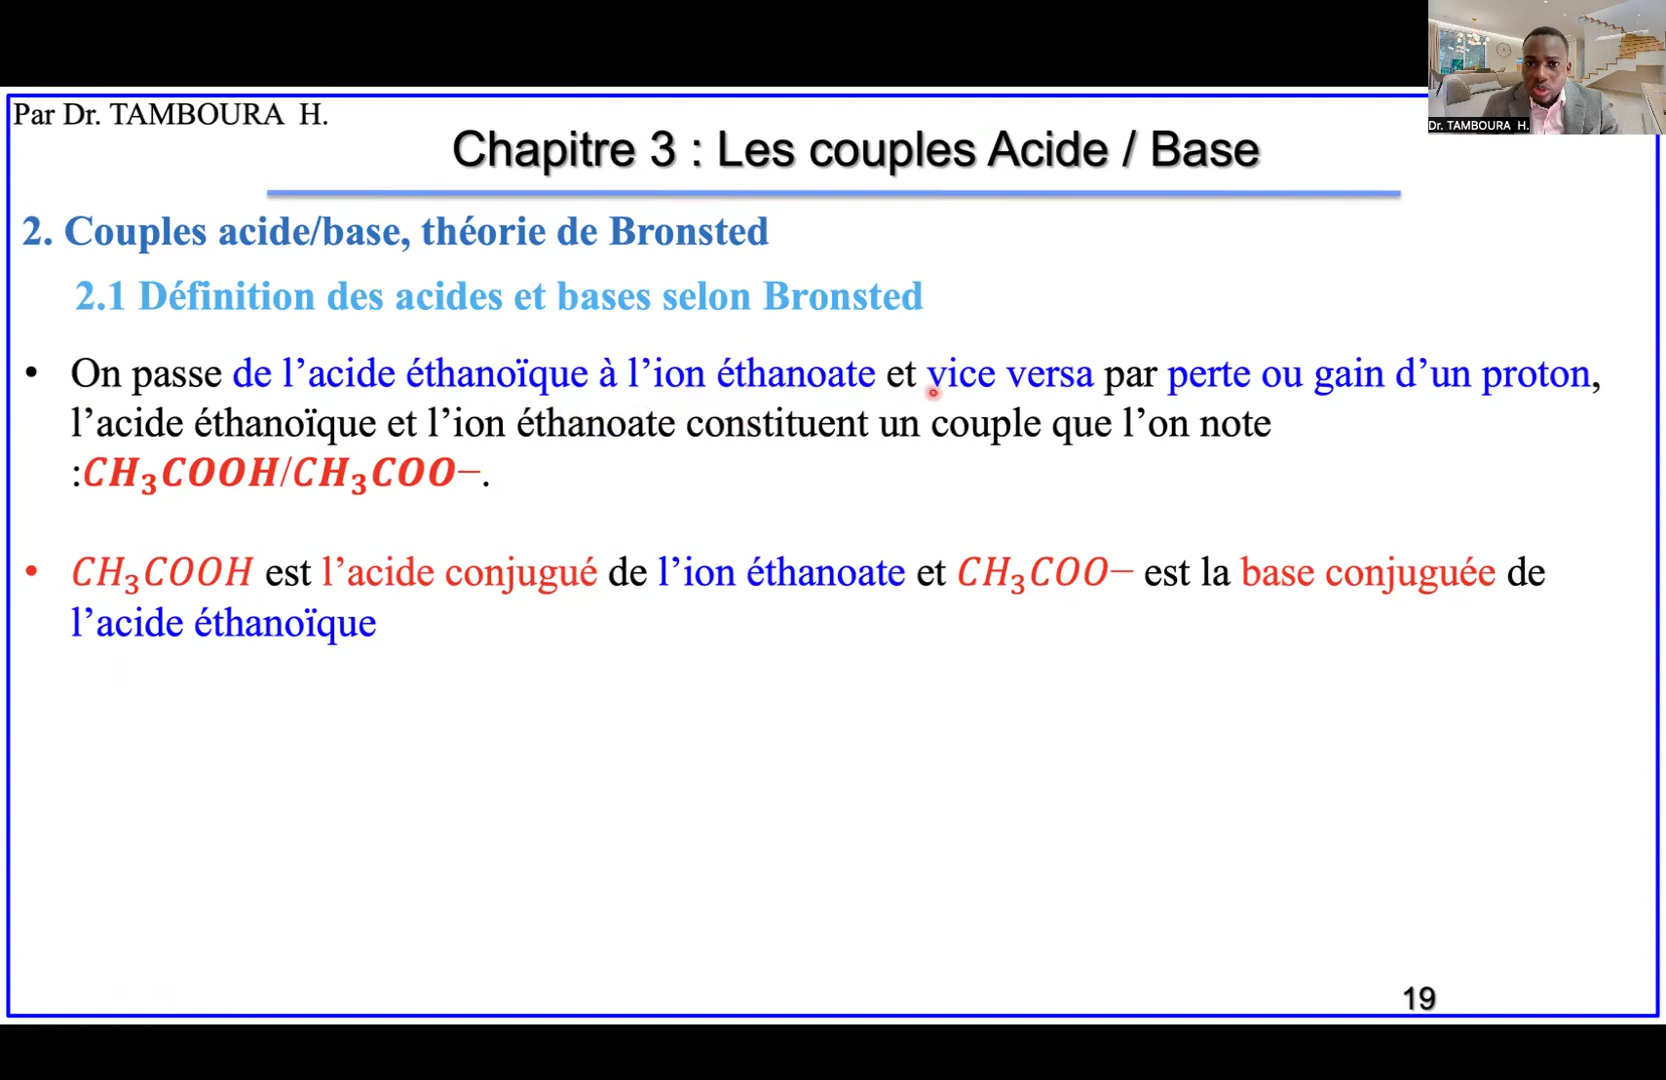 Par Dr. TAMBOURA H.
Dr. TAMBOURA H.
Chapitre 3 : Les couples Acide / Base
2. Couples acide/base, théorie de Bronsted
2.1 Définition des acides et bases selon Bronsted
• On passe de l’acide éthanoïque à l’ion éthanoate et vice versa par perte ou gain d’un proton,
l’acide éthanoïque et l’ion éthanoate constituent un couple que l’on note
:CH₃COOH/CH₃COO−.
• CH₃COOH est l’acide conjugué de l’ion éthanoate et CH₃COO− est la base conjuguée de
l’acide éthanoïque
19